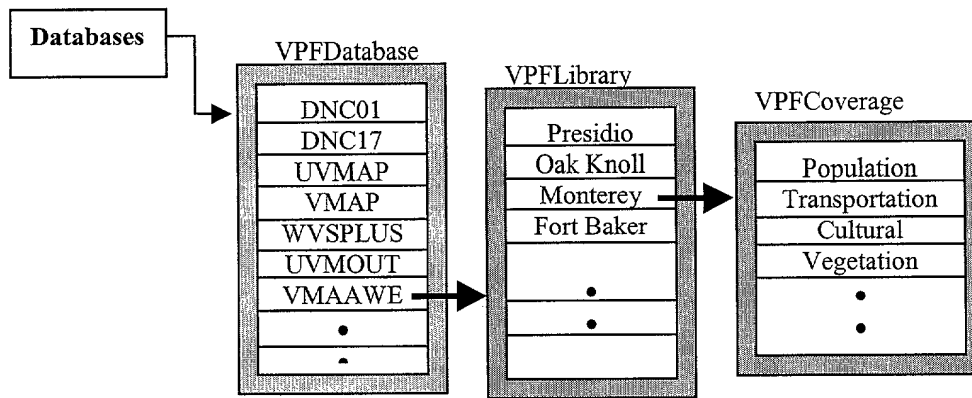 Databases
VPFDatabase
DNC01
DNC17
UVMAP
VMAP
WVSPLUS
UVMOUT
VMAAWE
VPFLibrary
Presidio
Oak Knoll
Monterey
Fort Baker
VPFCoverage
Population
Transportation
Cultural
Vegetation